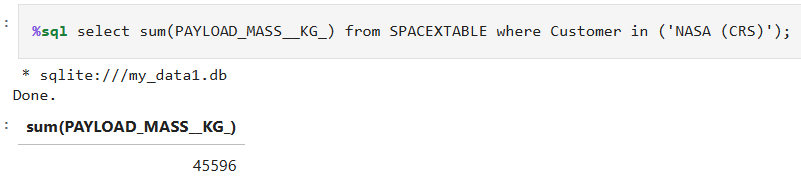 :
%sql select sum(PAYLOAD_MASS__KG_) from SPACEXTABLE where Customer in ('NASA (CRS)');
* sqlite:///my_data1.db
Done.
:
sum(PAYLOAD_MASS__KG_)
45596